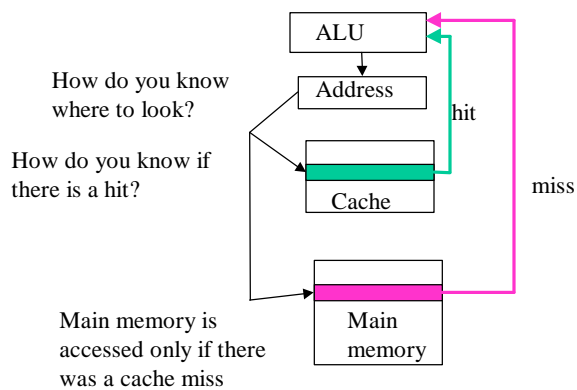 ALU
How do you know
where to look?
Address
hit
How do you know if
there is a hit?
Cache
miss
Main memory is
accessed only if there
was a cache miss
Main
memory